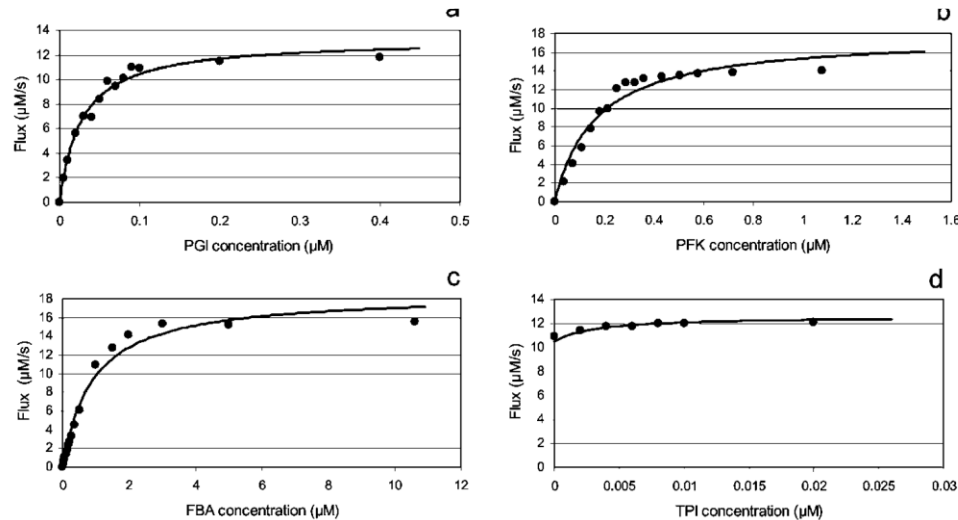 a
14
12
10
8
6
4
2
0
Flux (µM/s)
0 0.1 0.2 0.3 0.4 0.5
PGI concentration (µM)
b
18
16
14
12
10
8
6
4
2
0
Flux (µM/s)
0 0.2 0.4 0.6 0.8 1 1.2 1.4 1.6
PFK concentration (µM)
c
18
16
14
12
10
8
6
4
2
0
Flux (µM/s)
0 2 4 6 8 10 12
FBA concentration (µM)
d
14
12
10
8
6
4
2
0
Flux (µM/s)
0 0.005 0.01 0.015 0.02 0.025 0.03
TPI concentration (µM)